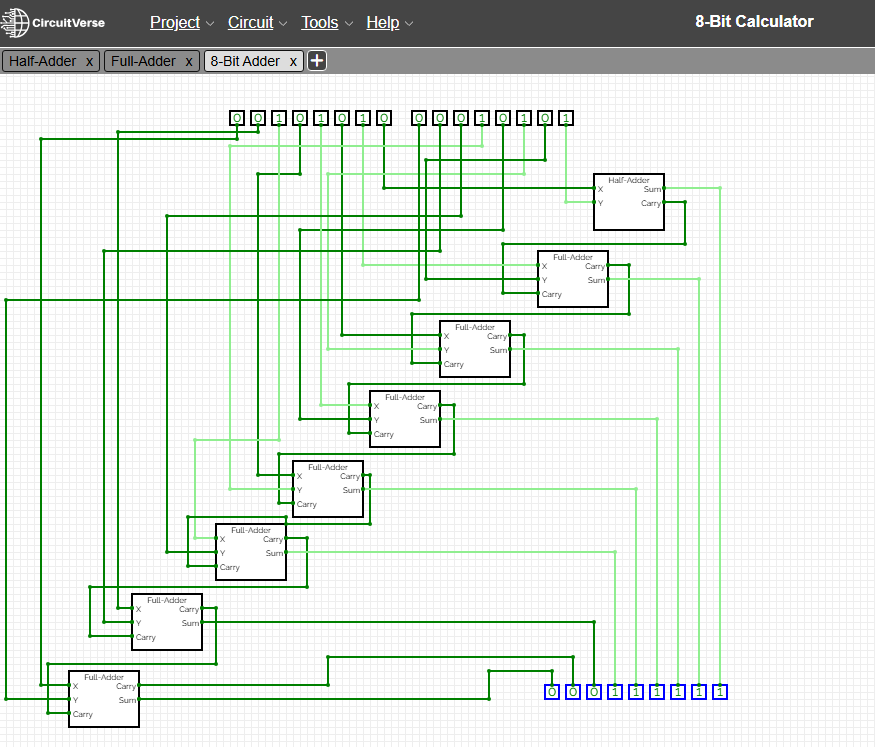 CircuitVerse Project Circuit Tools Help 8-Bit Calculator
Half-Adder x Full-Adder x 8-Bit Adder x +
0 0 1 0 1 0 1 0 0 0 0 1 0 1 0 1
Half-Adder
X Sum
Y Carry
Full-Adder
X Carry
Y Sum
Carry
Full-Adder
X Carry
Y Sum
Carry
Full-Adder
X Carry
Y Sum
Carry
Full-Adder
X Carry
Y Sum
Carry
Full-Adder
X Carry
Y Sum
Carry
Full-Adder
X Carry
Y Sum
Carry
Full-Adder
X Carry
Y Sum
Carry
0 0 0 1 1 1 1 1 1